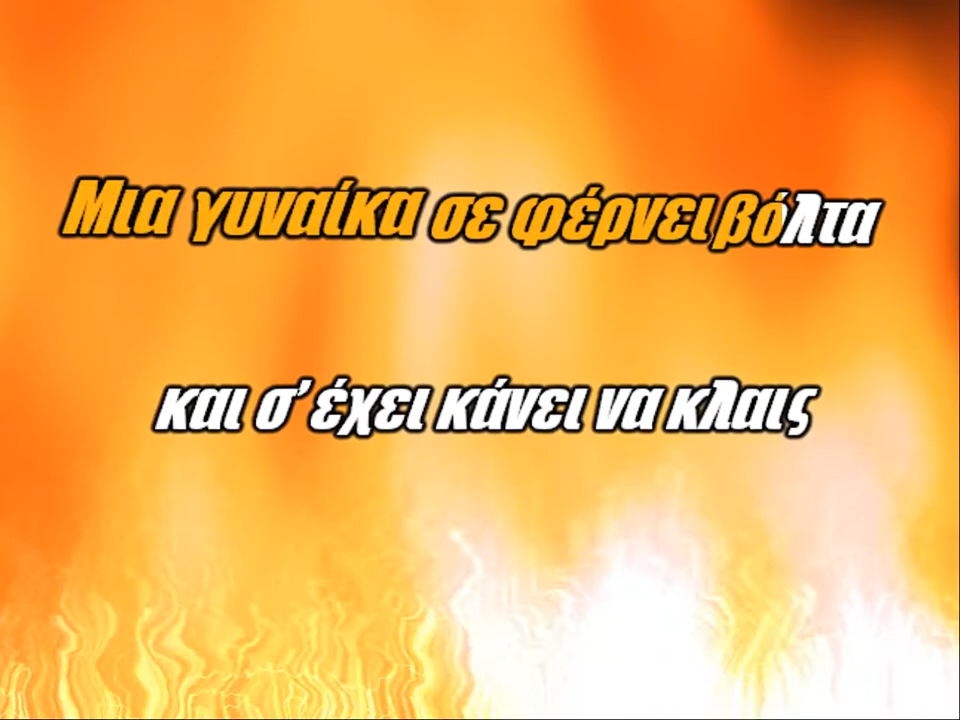 Μια γυναίκα σε φέρνει βόλτα
και σ' έχει κάνει να κλαις